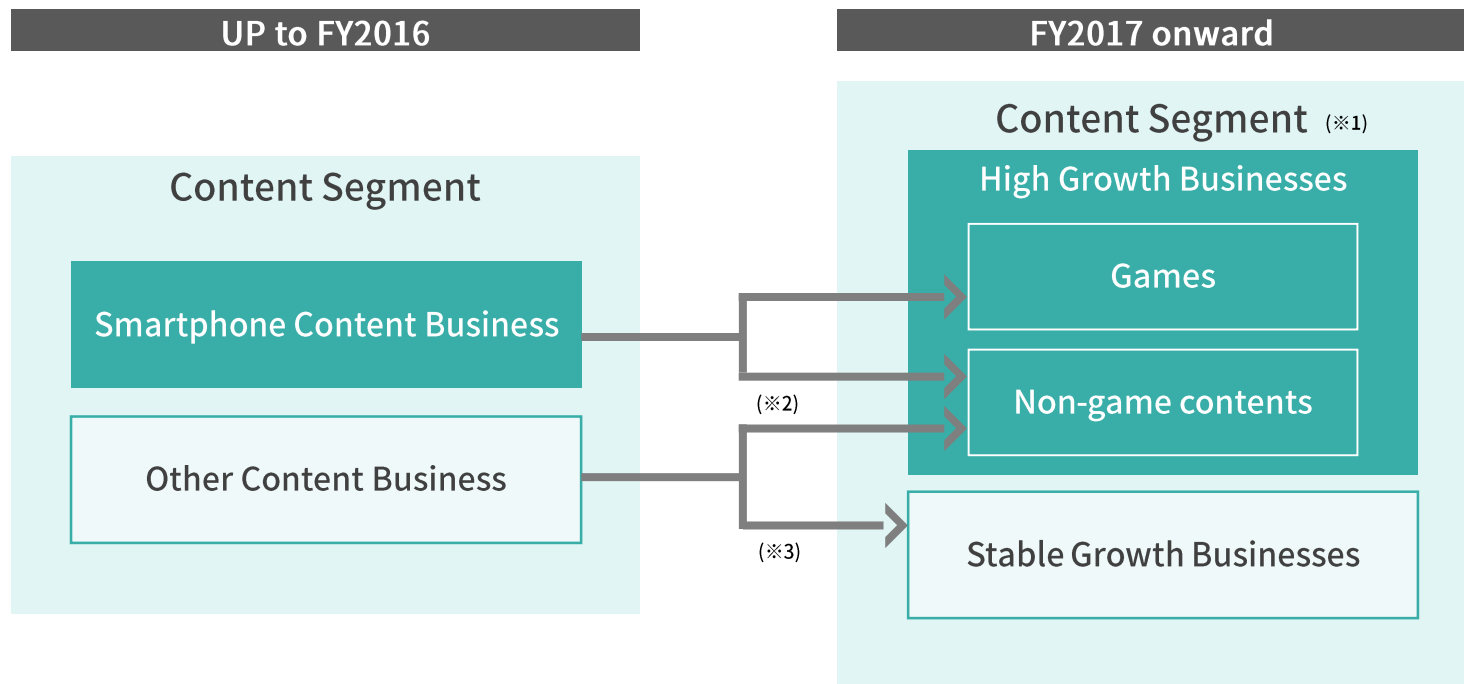 UP to FY2016
Content Segment
Smartphone Content Business
Other Content Business
(※2)
(※3)
FY2017 onward
Content Segment (※1)
High Growth Businesses
Games
Non-game contents
Stable Growth Businesses